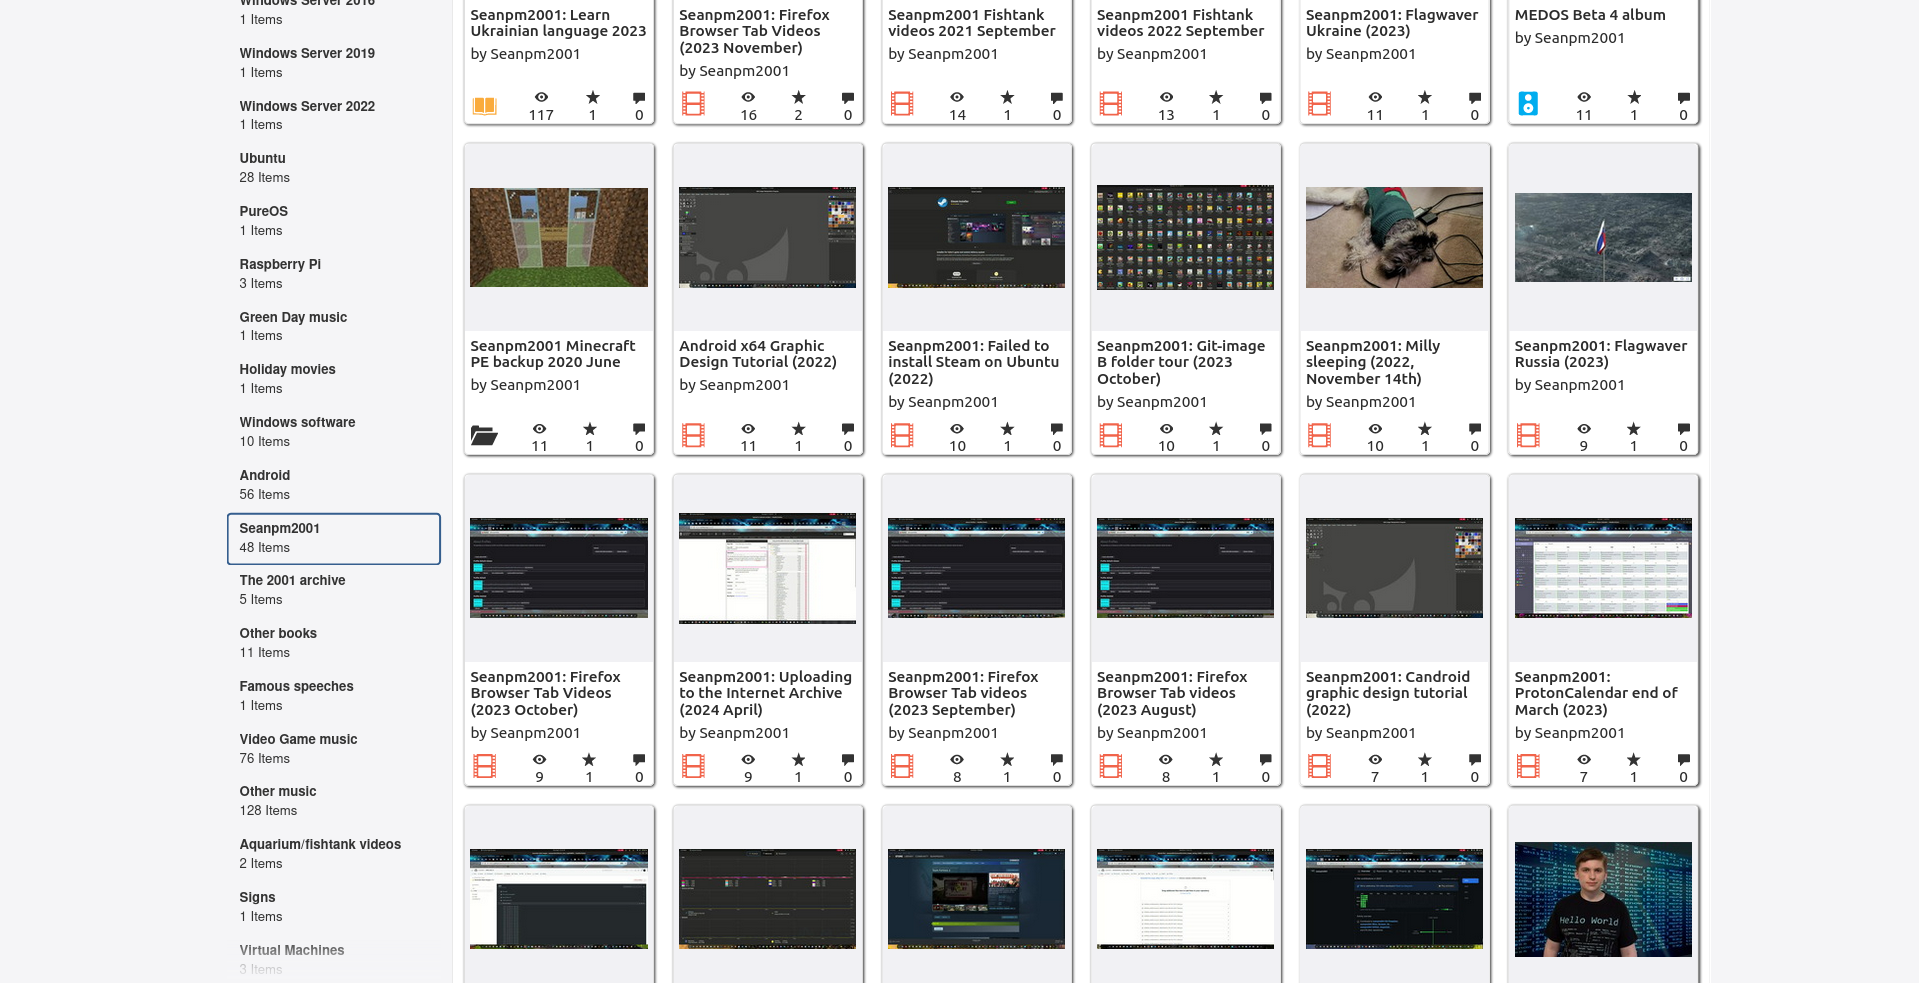 Windows Server 2016
1 Items
Windows Server 2019
1 Items
Windows Server 2022
1 Items
Ubuntu
28 Items
PureOS
1 Items
Raspberry Pi
3 Items
Green Day music
1 Items
Holiday movies
1 Items
Windows software
10 Items
Android
56 Items
Seanpm2001
48 Items
The 2001 archive
5 Items
Other books
11 Items
Famous speeches
1 Items
Video Game music
76 Items
Other music
128 Items
Aquarium/fishtank videos
2 Items
Signs
1 Items
Virtual Machines
3 Items
Seanpm2001: Learn
Ukrainian language 2023
by Seanpm2001
117 1 0
Seanpm2001: Firefox
Browser Tab Videos
(2023 November)
by Seanpm2001
16 2 0
Seanpm2001 Fishtank
videos 2021 September
by Seanpm2001
14 1 0
Seanpm2001 Fishtank
videos 2022 September
by Seanpm2001
13 1 0
Seanpm2001: Flagwaver
Ukraine (2023)
by Seanpm2001
11 1 0
MEDOS Beta 4 album
by Seanpm2001
11 1 0
Seanpm2001 Minecraft
PE backup 2020 June
by Seanpm2001
11 1 0
Android x64 Graphic
Design Tutorial (2022)
by Seanpm2001
11 1 0
Seanpm2001: Failed to
install Steam on Ubuntu
(2022)
by Seanpm2001
10 1 0
Seanpm2001: Git-image
B folder tour (2023
October)
by Seanpm2001
10 1 0
Seanpm2001: Milly
sleeping (2022,
November 14th)
by Seanpm2001
10 1 0
Seanpm2001: Flagwaver
Russia (2023)
by Seanpm2001
9 1 0
Seanpm2001: Firefox
Browser Tab Videos
(2023 October)
by Seanpm2001
9 1 0
Seanpm2001: Uploading
to the Internet Archive
(2024 April)
by Seanpm2001
9 1 0
Seanpm2001: Firefox
Browser Tab videos
(2023 September)
by Seanpm2001
8 1 0
Seanpm2001: Firefox
Browser Tab videos
(2023 August)
by Seanpm2001
8 1 0
Seanpm2001: Candroid
graphic design tutorial
(2022)
by Seanpm2001
7 1 0
Seanpm2001:
ProtonCalendar end of
March (2023)
by Seanpm2001
7 1 0
Hello World